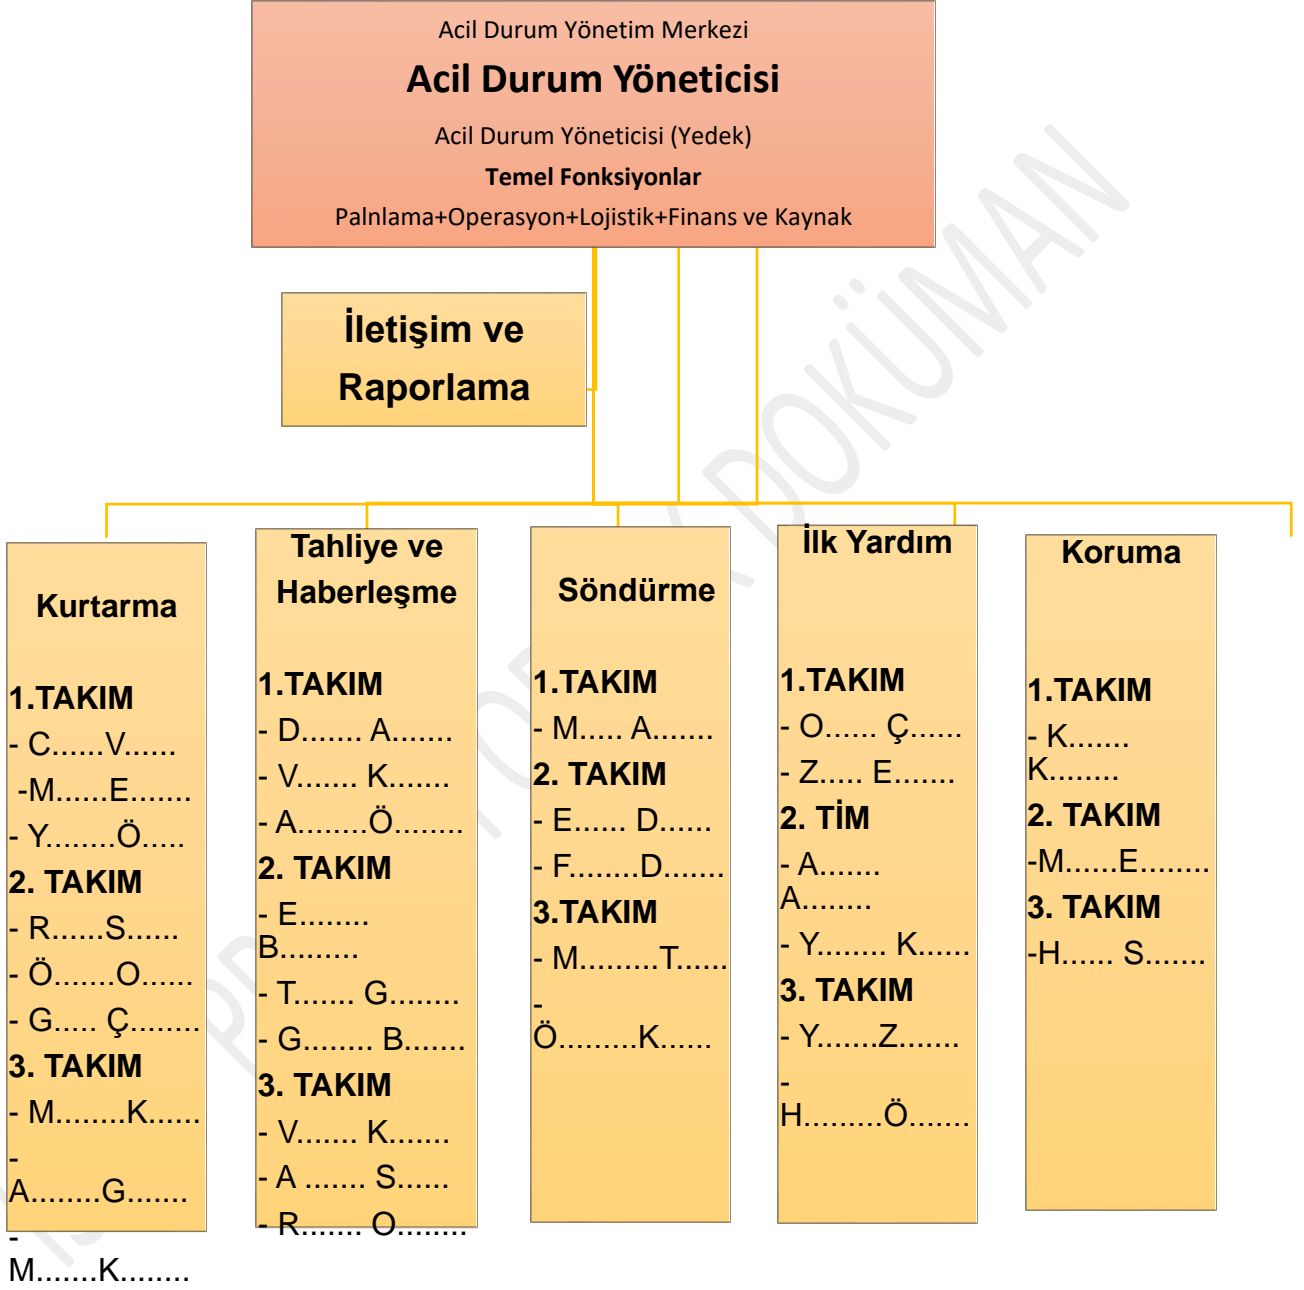 Acil Durum Yönetim Merkezi
Acil Durum Yöneticisi
Acil Durum Yöneticisi (Yedek)
Temel Fonksiyonlar
Palnlama+Operasyon+Lojistik+Finans ve Kaynak
İletişim ve
Raporlama
Kurtarma
1.TAKIM
- C......V......
-M......E.......
- Y........Ö.....
2. TAKIM
- R......S......
- Ö.......O......
- G..... Ç........
3. TAKIM
- M........K......
-
A........G.......
-
M.......K........
Tahliye ve
Haberleşme
1.TAKIM
- D....... A.......
- V....... K.......
- A........Ö........
2. TAKIM
- E........
B.........
- T....... G........
- G........ B.......
3. TAKIM
- V....... K.......
- A ....... S......
- R....... O........
Söndürme
1.TAKIM
- M..... A.......
2. TAKIM
- E...... D......
- F........D.......
3.TAKIM
- M.........T......
-
Ö.........K......
İlk Yardım
1.TAKIM
- O...... Ç......
- Z..... E.......
2. TİM
- A.......
A........
- Y........ K......
3. TAKIM
- Y.......Z.......
-
H.........Ö.......
Koruma
1.TAKIM
- K.......
K........
2. TAKIM
-M......E........
3. TAKIM
-H...... S.......
DOKÜMAN